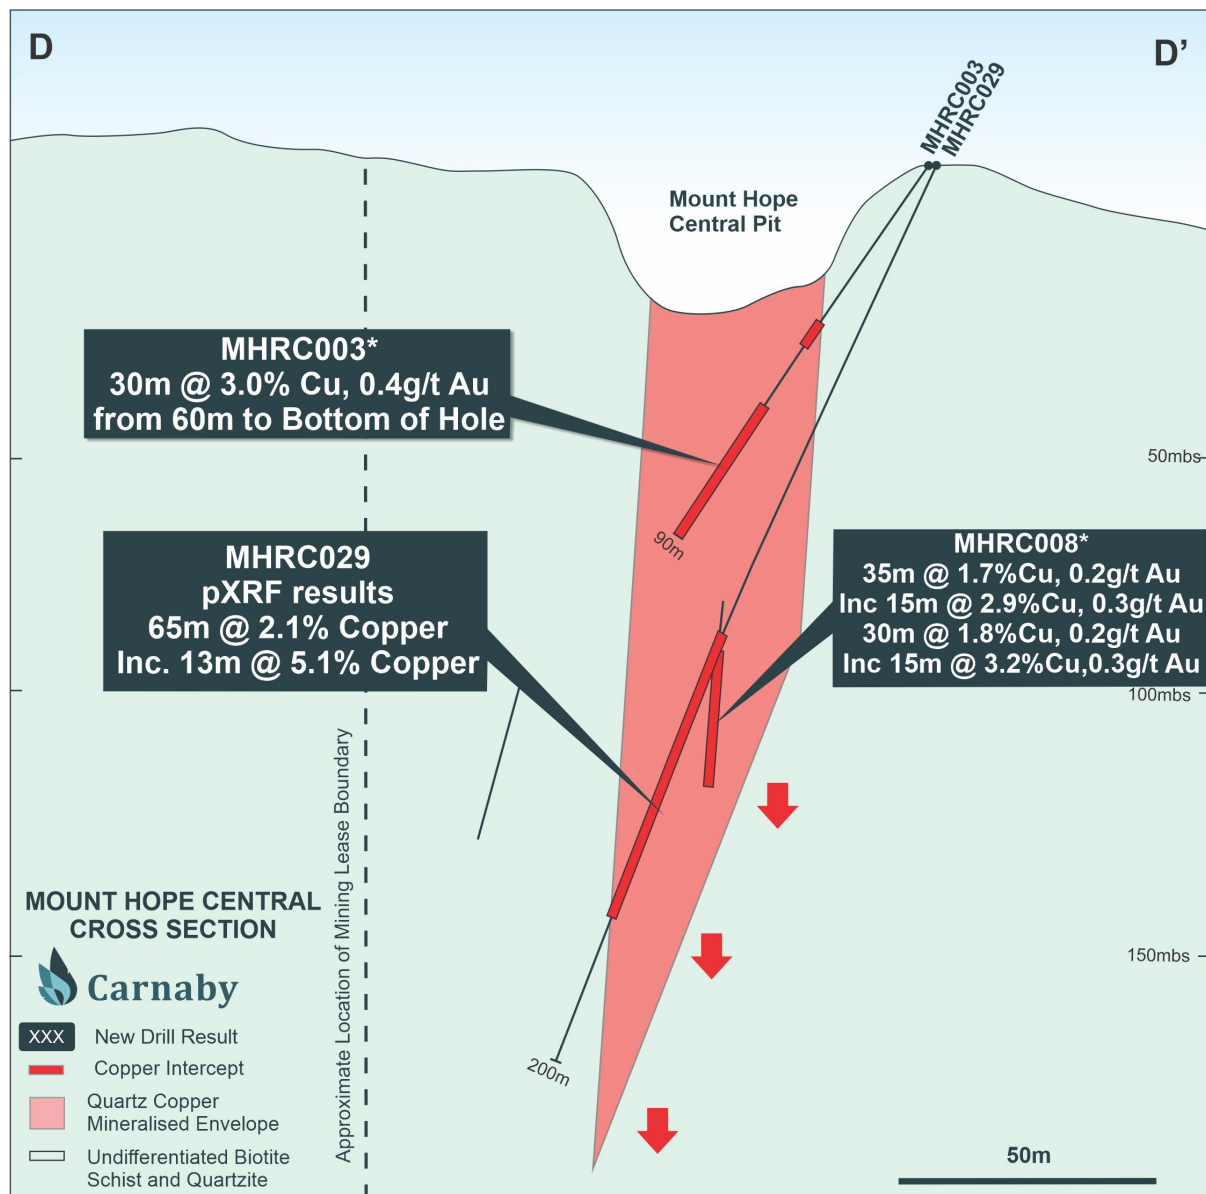 D
D’
MHRC003
MHRC029
Mount Hope
Central Pit
MHRC003*
30m @ 3.0% Cu, 0.4g/t Au
from 60m to Bottom of Hole
50mbs
90m
MHRC029
pXRF results
65m @ 2.1% Copper
Inc. 13m @ 5.1% Copper
MHRC008*
35m @ 1.7%Cu, 0.2g/t Au
Inc 15m @ 2.9%Cu, 0.3g/t Au
30m @ 1.8%Cu, 0.2g/t Au
Inc 15m @ 3.2%Cu,0.3g/t Au
100mbs
Approximate Location of Mining Lease Boundary
150mbs
200m
MOUNT HOPE CENTRAL
CROSS SECTION
Carnaby
XXX New Drill Result
Copper Intercept
Quartz Copper
Mineralised Envelope
Undifferentiated Biotite
Schist and Quartzite
50m